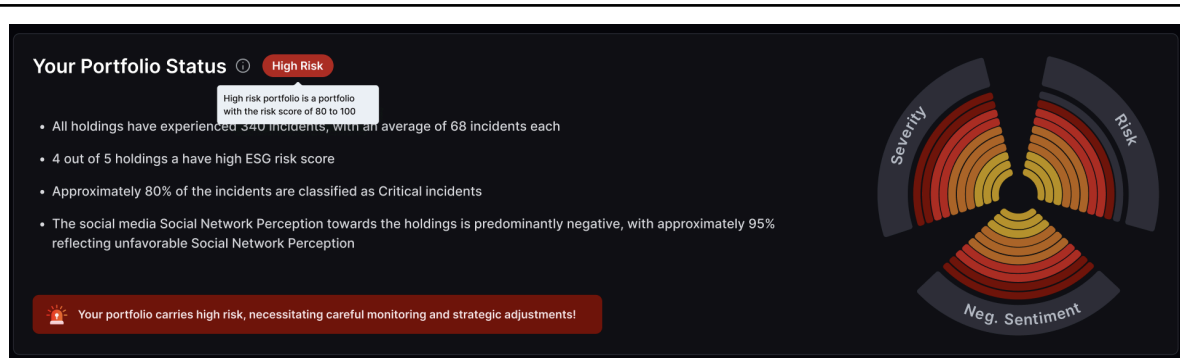 Your Portfolio Status
High Risk
High risk portfolio is a portfolio
with the risk score of 80 to 100
• All holdings have experienced 340 incidents, with an average of 68 incidents each
• 4 out of 5 holdings a have high ESG risk score
• Approximately 80% of the incidents are classified as Critical incidents
• The social media Social Network Perception towards the holdings is predominantly negative, with approximately 95%
reflecting unfavorable Social Network Perception
Your portfolio carries high risk, necessitating careful monitoring and strategic adjustments!
Severity
Risk
Neg. Sentiment